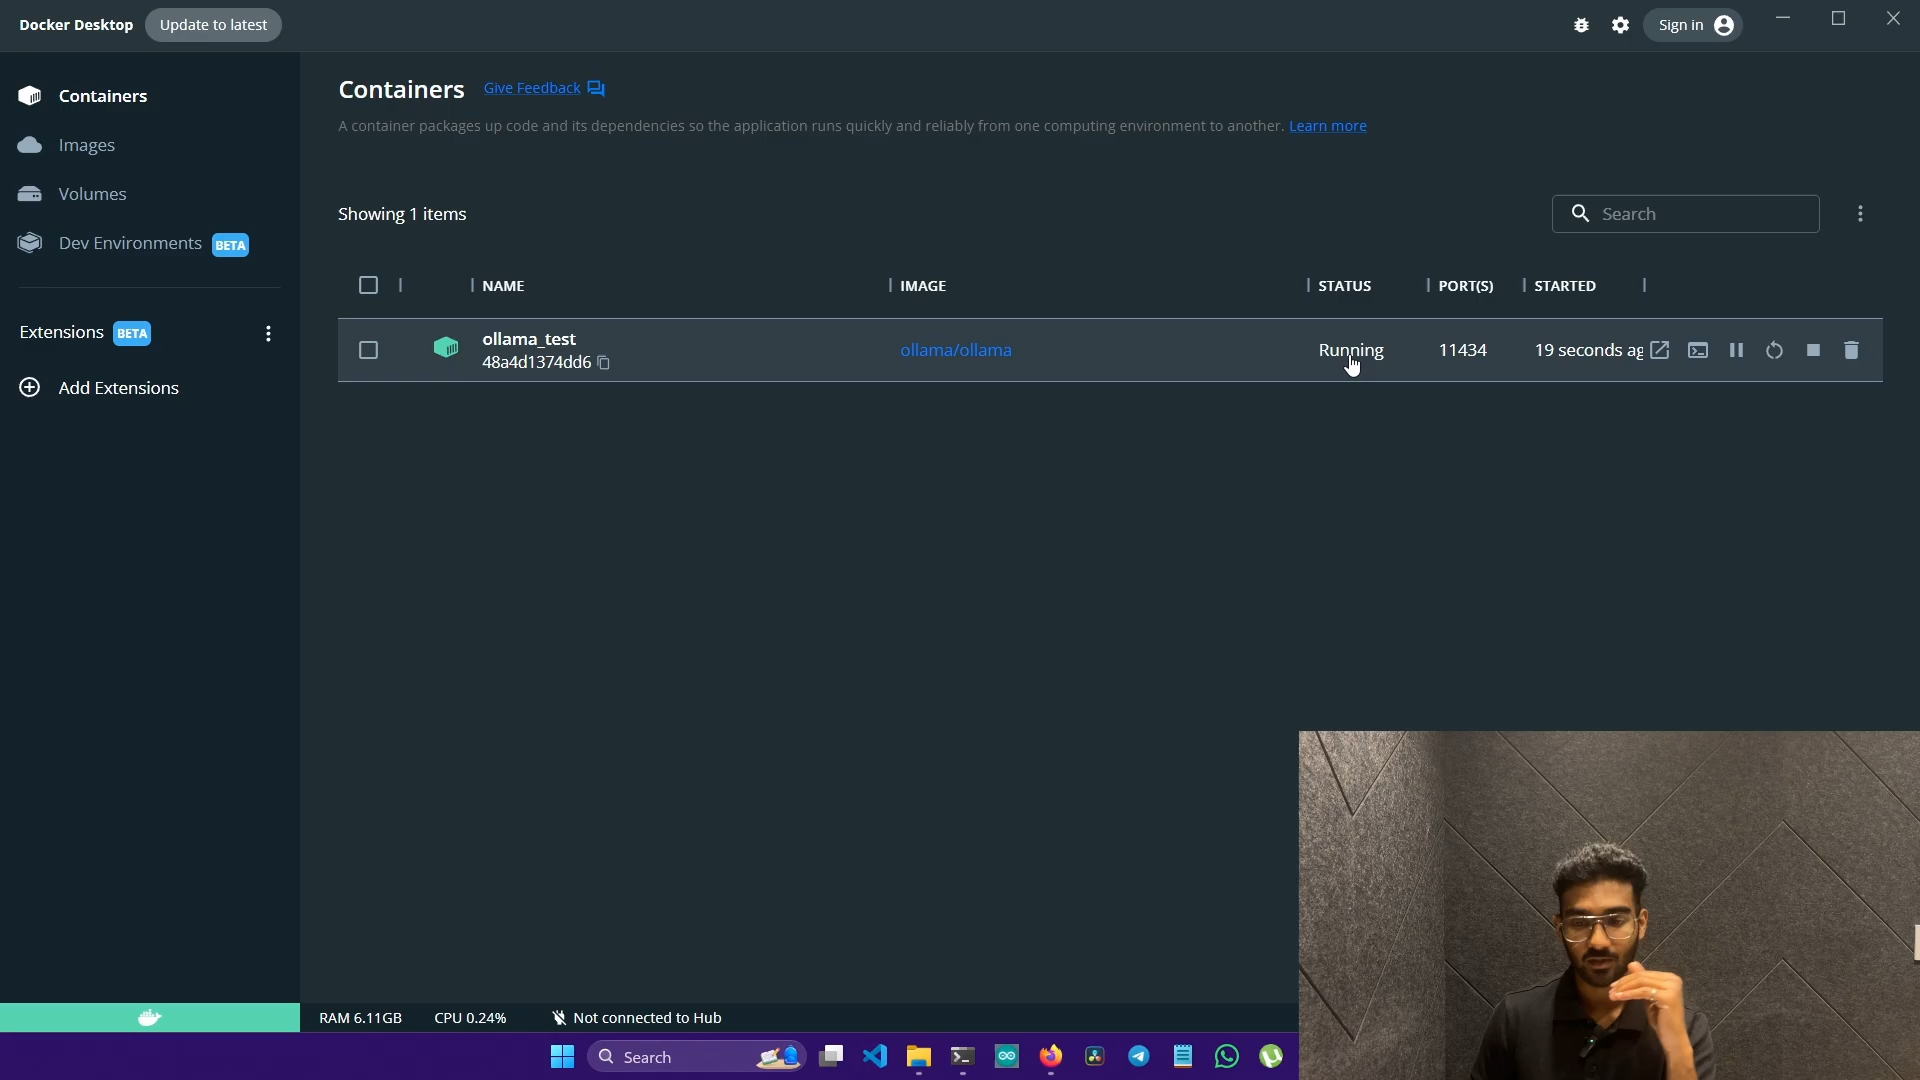 Docker Desktop Update to latest Sign in
Containers
Images
Volumes
Dev Environments BETA
Extensions BETA
Add Extensions
Containers Give Feedback
A container packages up code and its dependencies so the application runs quickly and reliably from one computing environment to another. Learn more
Showing 1 items
Search
NAME IMAGE STATUS PORT(S) STARTED
ollama_test
48a4d1374dd6
ollama/ollama Running 11434 19 seconds ag
RAM 6.11GB CPU 0.24% Not connected to Hub
Search